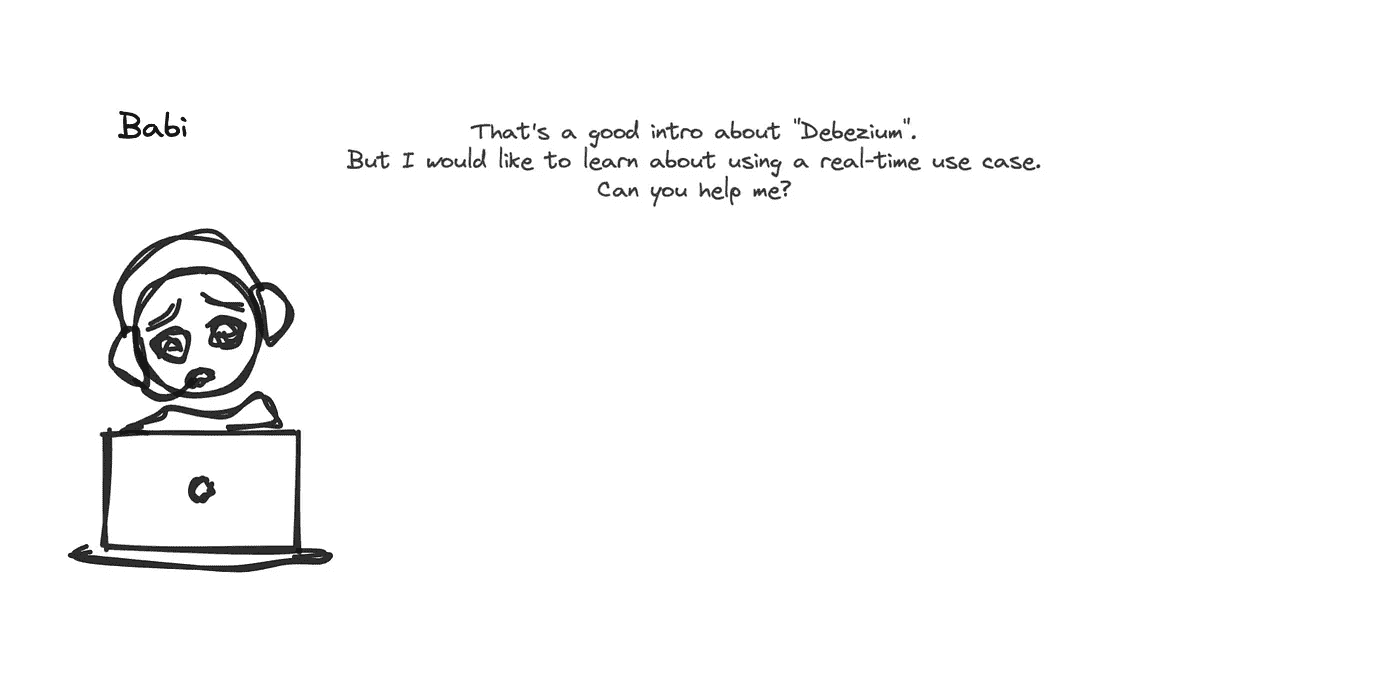 Babi
That's a good intro about "Debezium".
But I would like to learn about using a real-time use case.
Can you help me?